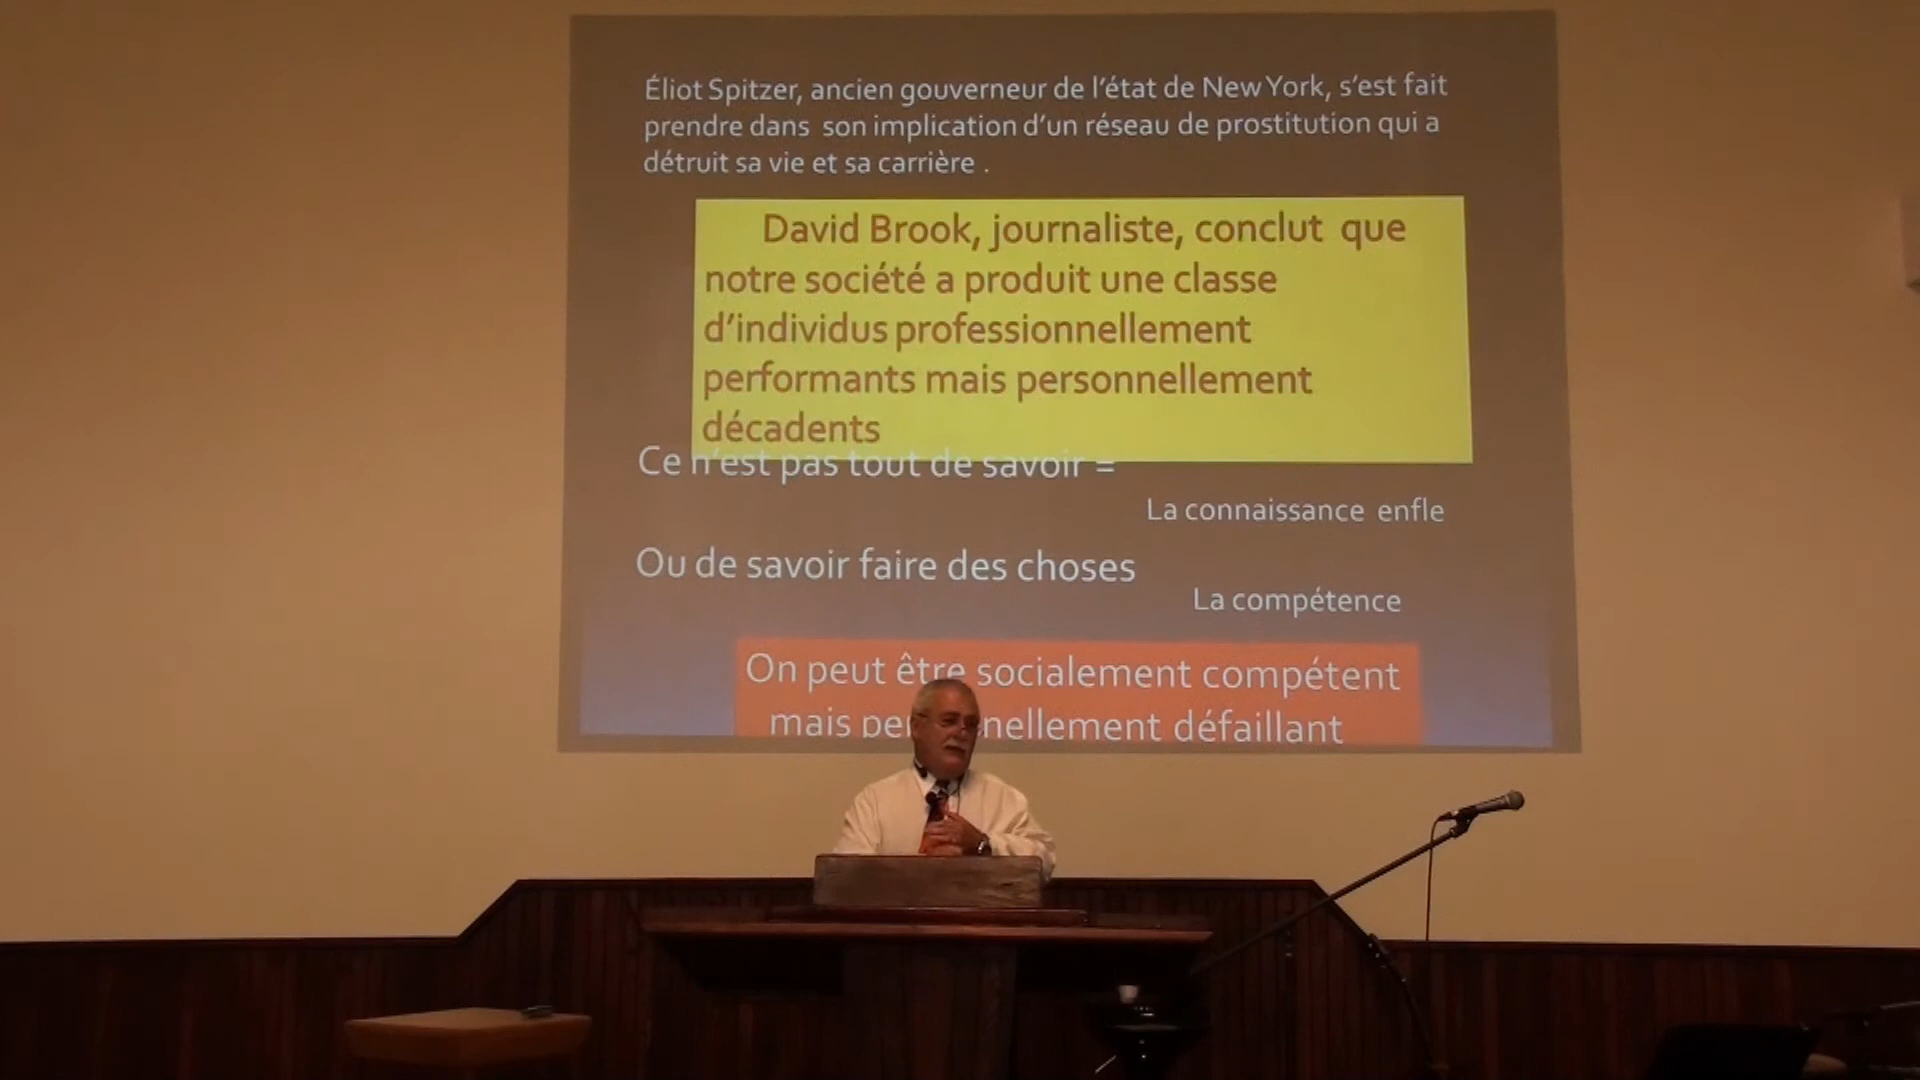 Éliot Spitzer, ancien gouverneur de l'état de New York, s'est fait
prendre dans son implication d'un réseau de prostitution qui a
détruit sa vie et sa carrière .
David Brook, journaliste, conclut que
notre société a produit une classe
d'individus professionnellement
performants mais personnellement
décadents
Ce n'est pas tout de savoir =
La connaissance enfle
Ou de savoir faire des choses
La compétence
On peut être socialement compétent
mais défaillant